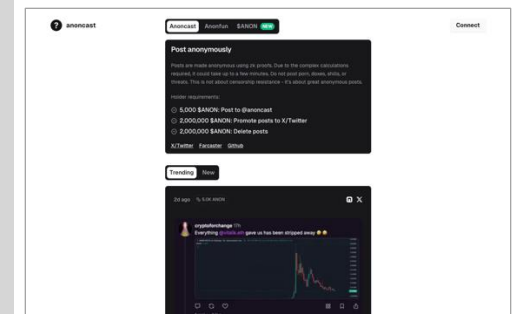 anoncast
Anoncast Anonfun $ANON NEW
Connect
Post anonymously
Posts are made anonymous using zk proofs. Due to the complex calculations
required, it could take up to a few minutes. Do not post porn, doxes, shills, or
threats. This is not about censorship resistance - it's about great anonymous posts.
Holder requirements:
5,000 $ANON: Post to @anoncast
2,000,000 $ANON: Promote posts to X/Twitter
2,000,000 $ANON: Delete posts
X/Twitter Farcaster Github
Trending New
2d ago 5.0K ANON
cryptoforchange 17h
gave us has been stripped away